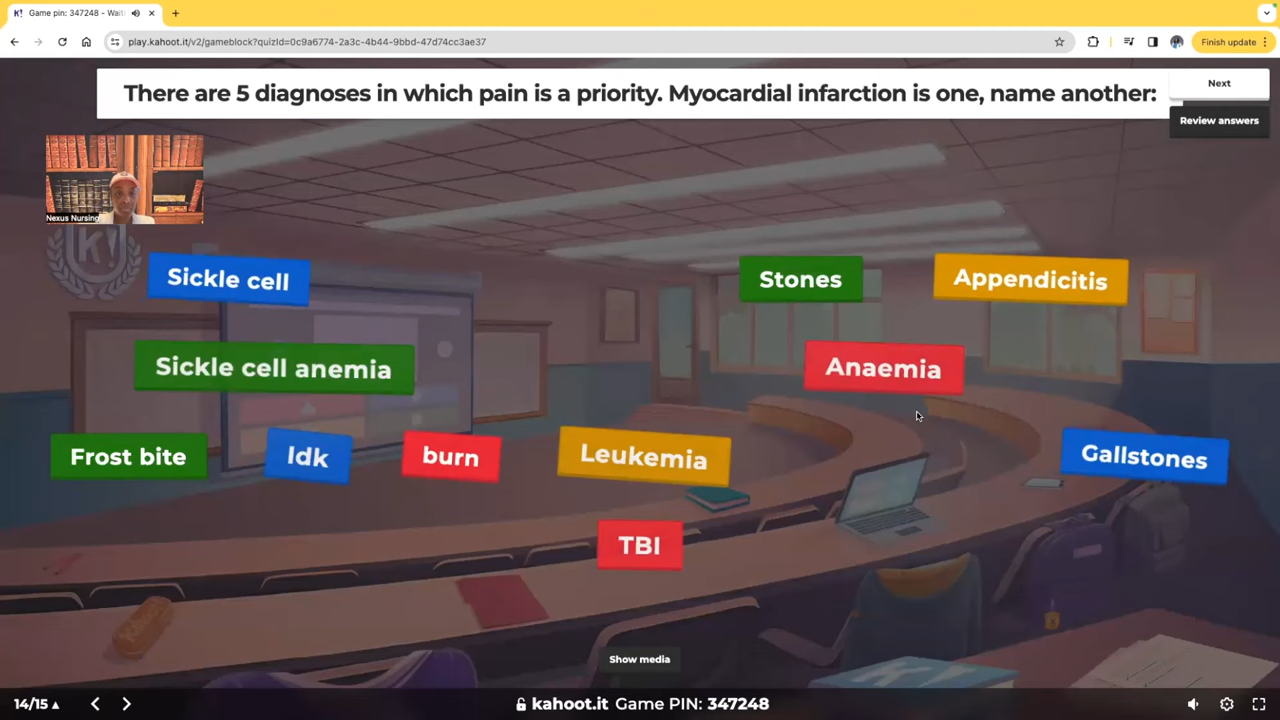 Game pin: 347248 - Waiti
play.kahoot.it/v2/gameblock?quizId=0c9a6774-2a3c-4b44-9bbd-47d74cc3ae37
Finish update
There are 5 diagnoses in which pain is a priority. Myocardial infarction is one, name another:
Next
Review answers
Nexus Nursing
K!
Sickle cell
Stones
Appendicitis
Sickle cell anemia
Anaemia
Frost bite
Idk
burn
Leukemia
Gallstones
TBI
Show media
14/15
kahoot.it Game PIN: 347248